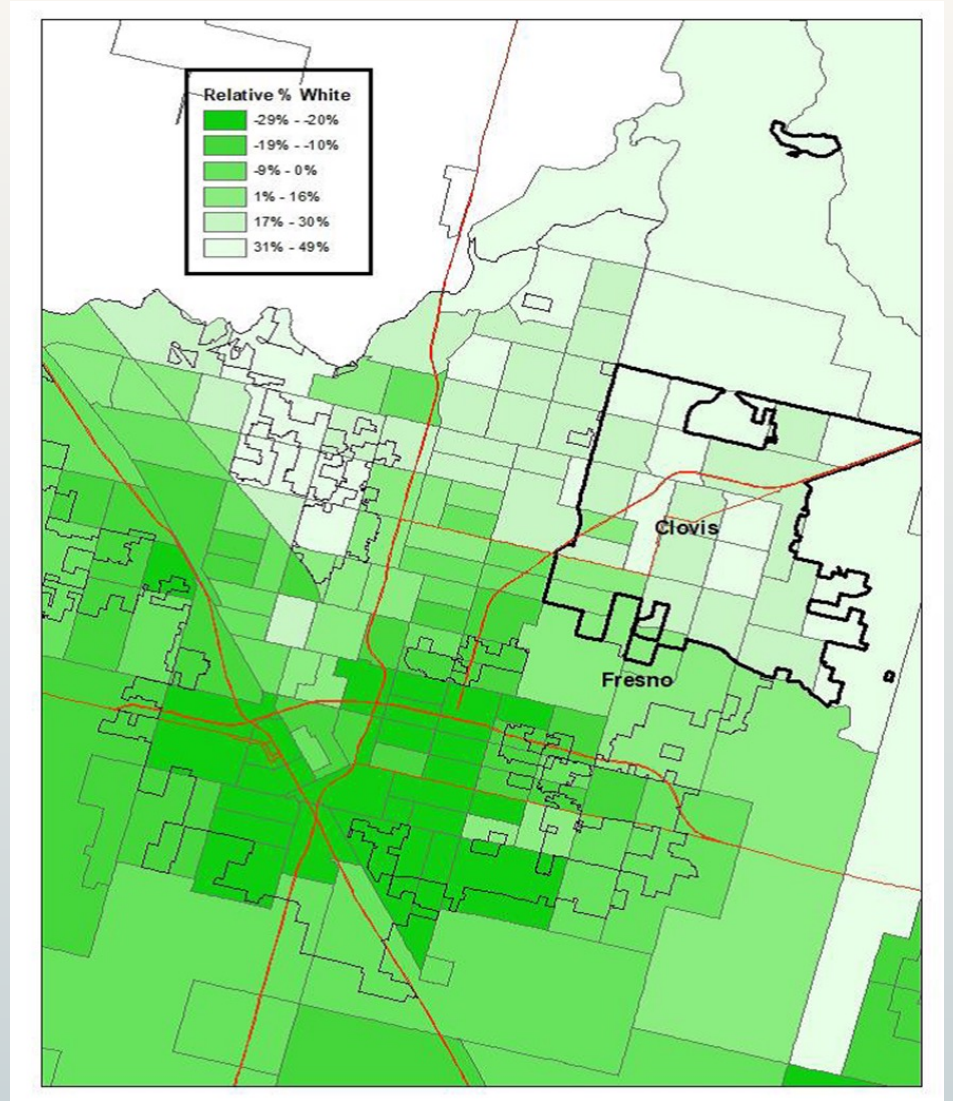 Relative % White
-29% - -20%
-19% - -10%
-9% - 0%
1% - 16%
17% - 30%
31% - 49%
Clovis
Fresno